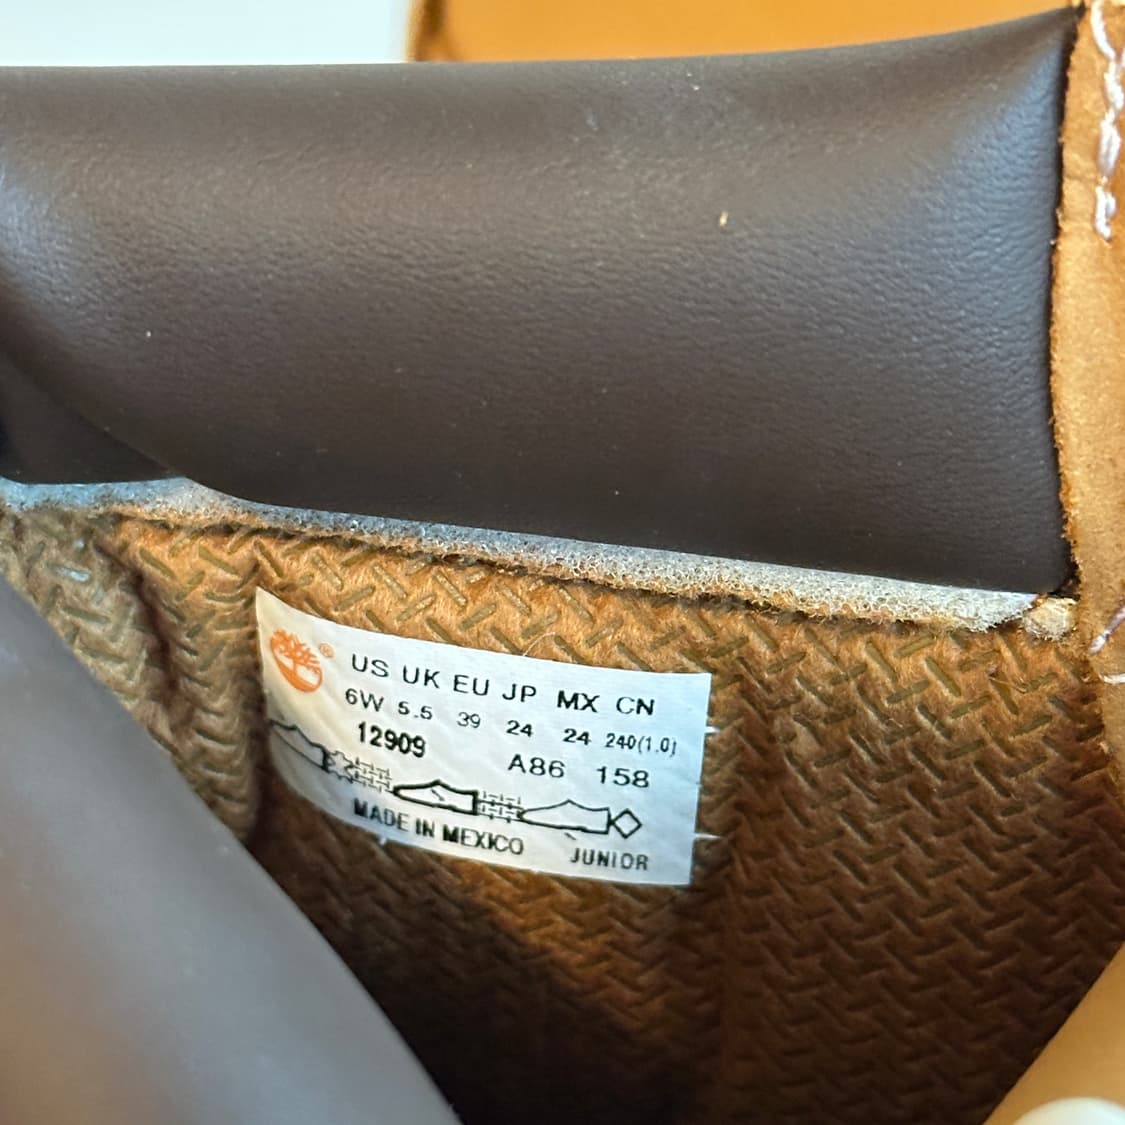 ® US UK EU JP MX CN
6W 5.5 39 24 24 240(1.0)
12909 A86 158
MADE IN MEXICO JUNIOR